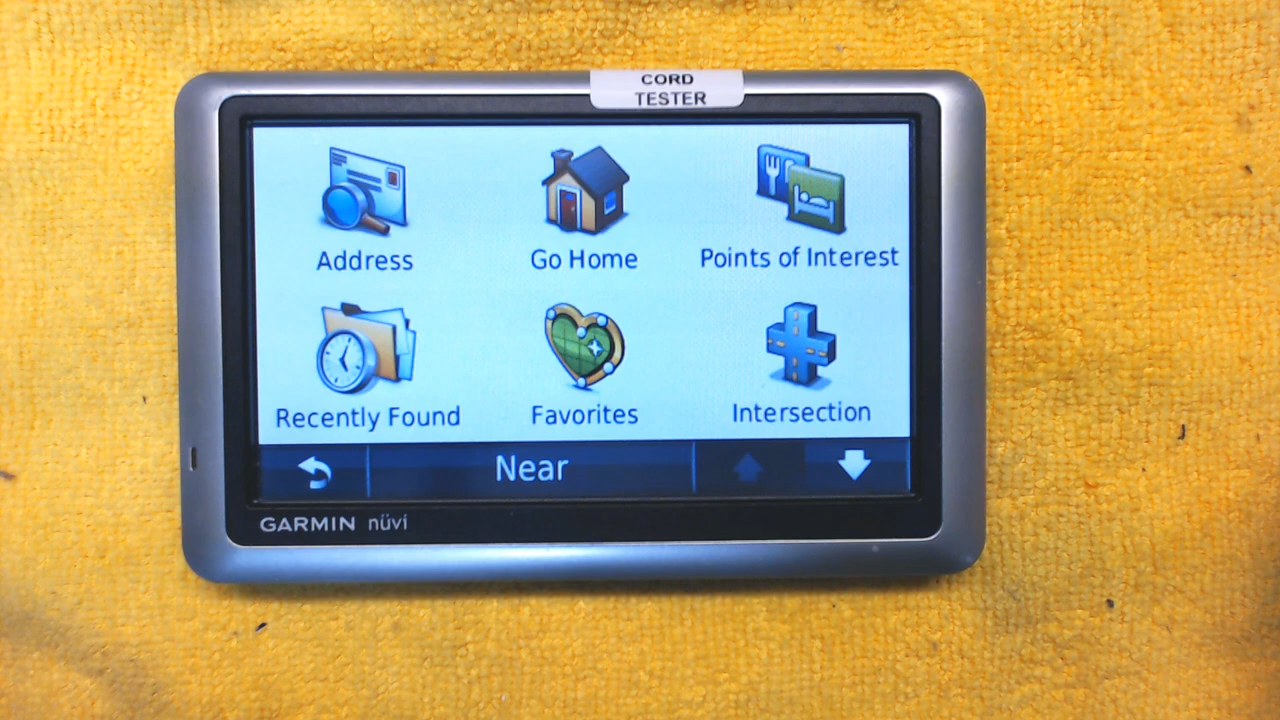 CORD
TESTER
Address
Go Home
Points of Interest
Recently Found
Favorites
Intersection
Near
GARMIN nüvi